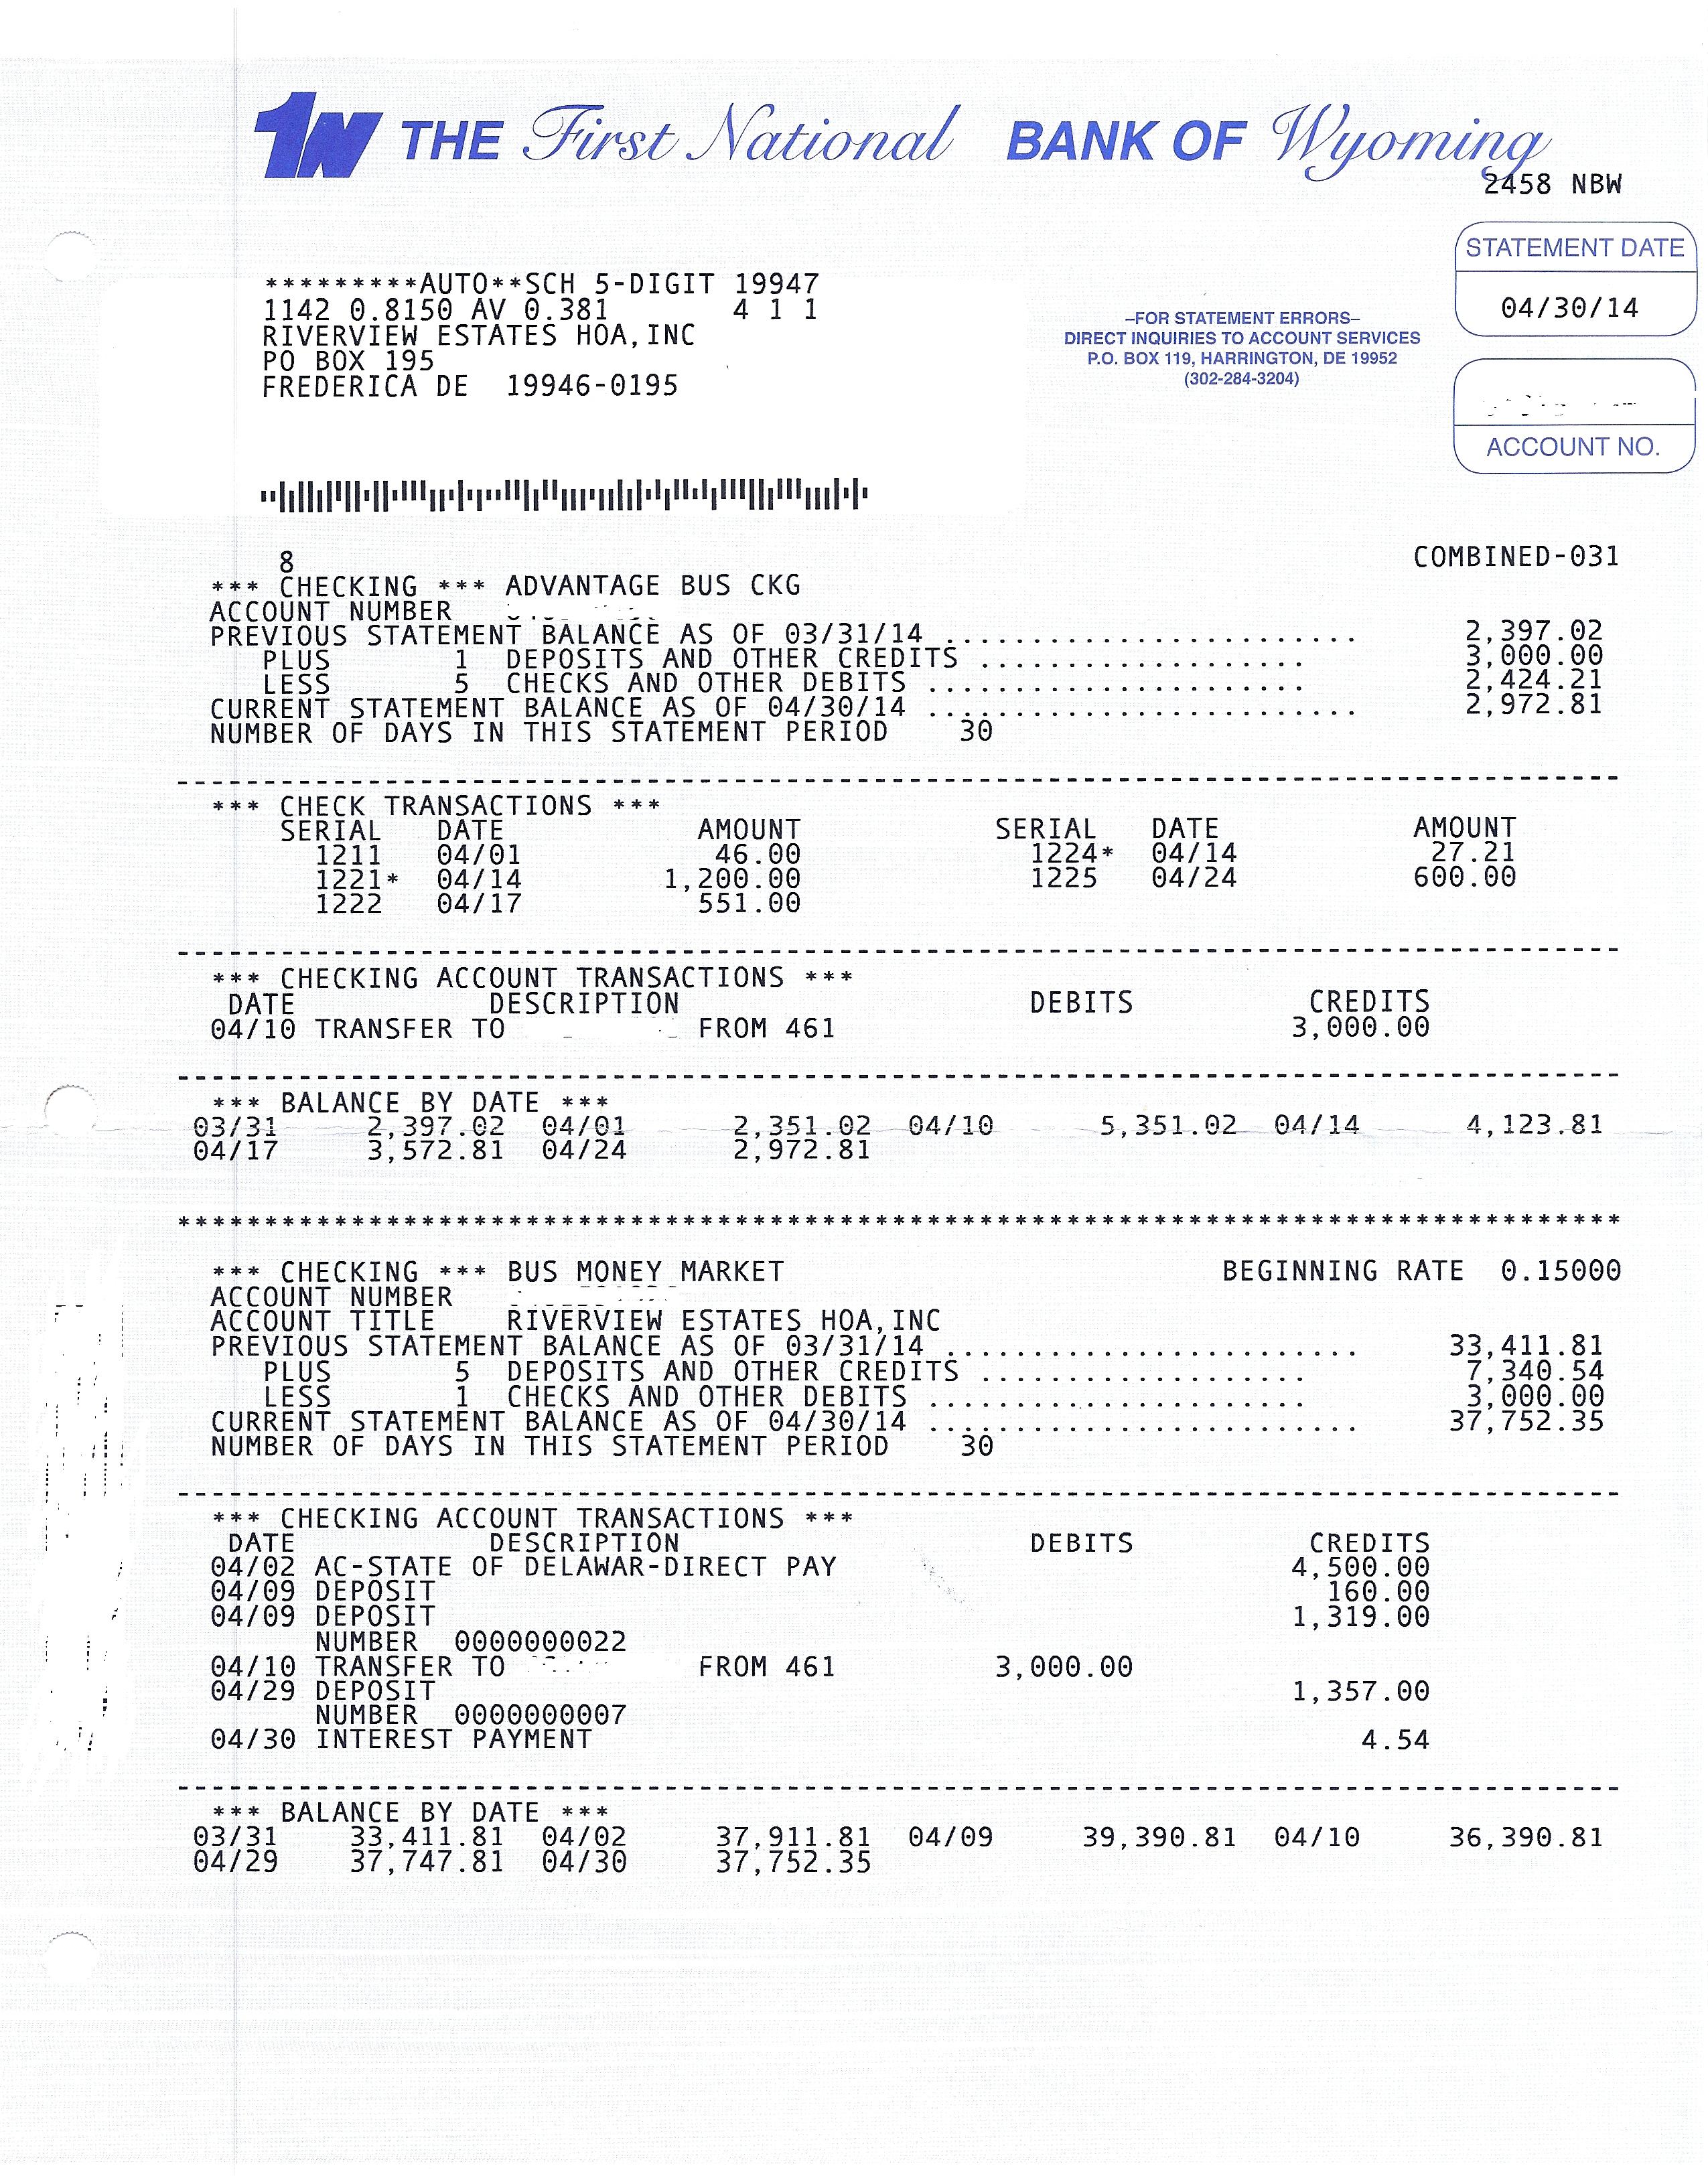 1N THE First National BANK OF Wyoming
2458 NBW
STATEMENT DATE
04/30/14
*********AUTO**SCH 5-DIGIT 19947
1142 0.8150 AV 0.381 4 1 1
RIVERVIEW ESTATES HOA,INC
PO BOX 195
FREDERICA DE 19946-0195
–FOR STATEMENT ERRORS–
DIRECT INQUIRIES TO ACCOUNT SERVICES
P.O. BOX 119, HARRINGTON, DE 19952
(302-284-3204)
ACCOUNT NO.
8 COMBINED-031
*** CHECKING *** ADVANTAGE BUS CKG
ACCOUNT NUMBER
PREVIOUS STATEMENT BALANCE AS OF 03/31/14 ........................ 2,397.02
PLUS 1 DEPOSITS AND OTHER CREDITS ................... 3,000.00
LESS 5 CHECKS AND OTHER DEBITS ...................... 2,424.21
CURRENT STATEMENT BALANCE AS OF 04/30/14 ......................... 2,972.81
NUMBER OF DAYS IN THIS STATEMENT PERIOD 30
*** CHECK TRANSACTIONS ***
SERIAL DATE AMOUNT SERIAL DATE AMOUNT
1211 04/01 46.00 1224* 04/14 27.21
1221* 04/14 1,200.00 1225 04/24 600.00
1222 04/17 551.00
*** CHECKING ACCOUNT TRANSACTIONS ***
DATE DESCRIPTION DEBITS CREDITS
04/10 TRANSFER TO FROM 461 3,000.00
*** BALANCE BY DATE ***
03/31 2,397.02 04/01 2,351.02 04/10 5,351.02 04/14 4,123.81
04/17 3,572.81 04/24 2,972.81
***********************************************************************************
*** CHECKING *** BUS MONEY MARKET BEGINNING RATE 0.15000
ACCOUNT NUMBER
ACCOUNT TITLE RIVERVIEW ESTATES HOA,INC
PREVIOUS STATEMENT BALANCE AS OF 03/31/14 ........................ 33,411.81
PLUS 5 DEPOSITS AND OTHER CREDITS ................... 7,340.54
LESS 1 CHECKS AND OTHER DEBITS ...................... 3,000.00
CURRENT STATEMENT BALANCE AS OF 04/30/14 ......................... 37,752.35
NUMBER OF DAYS IN THIS STATEMENT PERIOD 30
*** CHECKING ACCOUNT TRANSACTIONS ***
DATE DESCRIPTION DEBITS CREDITS
04/02 AC-STATE OF DELAWAR-DIRECT PAY 4,500.00
04/09 DEPOSIT 160.00
04/09 DEPOSIT 1,319.00
NUMBER 0000000022
04/10 TRANSFER TO FROM 461 3,000.00
04/29 DEPOSIT 1,357.00
NUMBER 0000000007
04/30 INTEREST PAYMENT 4.54
*** BALANCE BY DATE ***
03/31 33,411.81 04/02 37,911.81 04/09 39,390.81 04/10 36,390.81
04/29 37,747.81 04/30 37,752.35